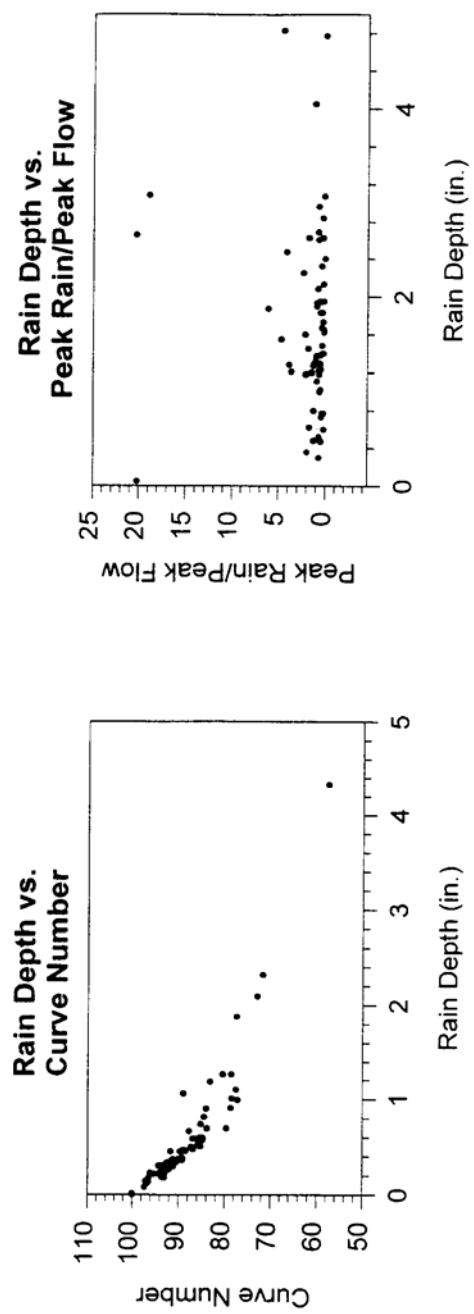 Rain Depth vs.
Curve Number
110
100
90
80
70
60
50
Curve Number
0 1 2 3 4 5
Rain Depth (in.)
Rain Depth vs.
Peak Rain/Peak Flow
25
20
15
10
5
0
Peak Rain/Peak Flow
0 2 4
Rain Depth (in.)